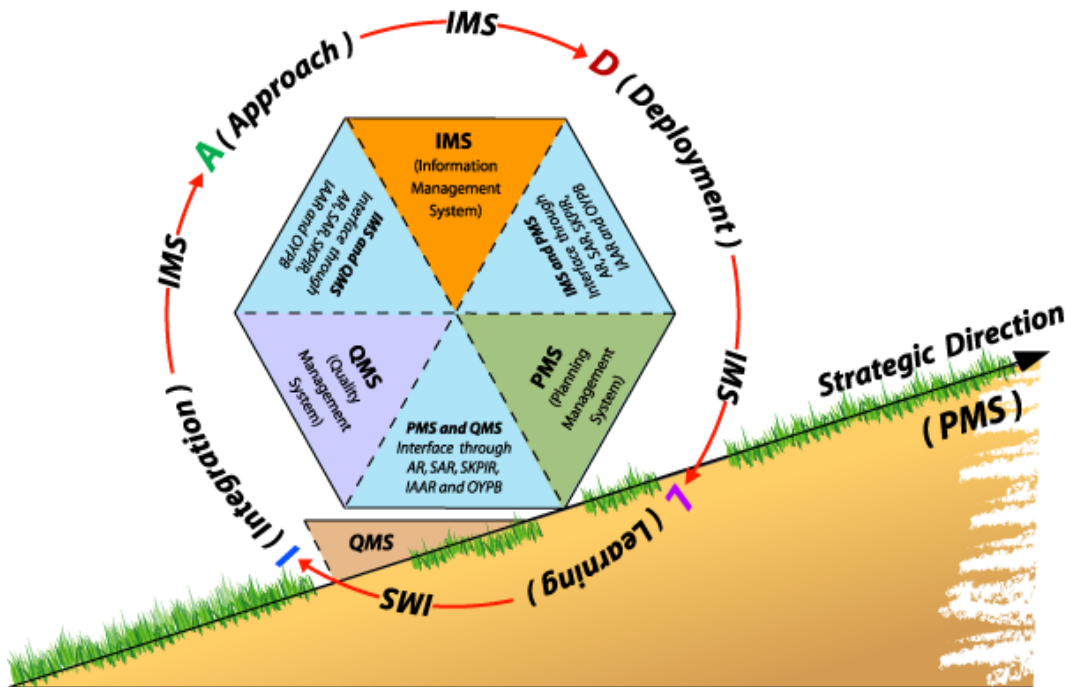 IMS
D (Deployment)
A (Approach)
IMS
(Information
Management
System)
IMS and QMS
Interface through
AR, SAR, SKPIR,
IAAR and OYPB
IMS and PMS
Interface through
AR, SAR, SKPIR,
IAAR and OYPB
IMS
IMS
QMS
(Quality
Management
System)
PMS
(Planning
Management
System)
PMS and QMS
Interface through
AR, SAR, SKPIR,
IAAR and OYPB
Strategic Direction
(PMS)
L (Learning)
I (Integration)
QMS
IMS